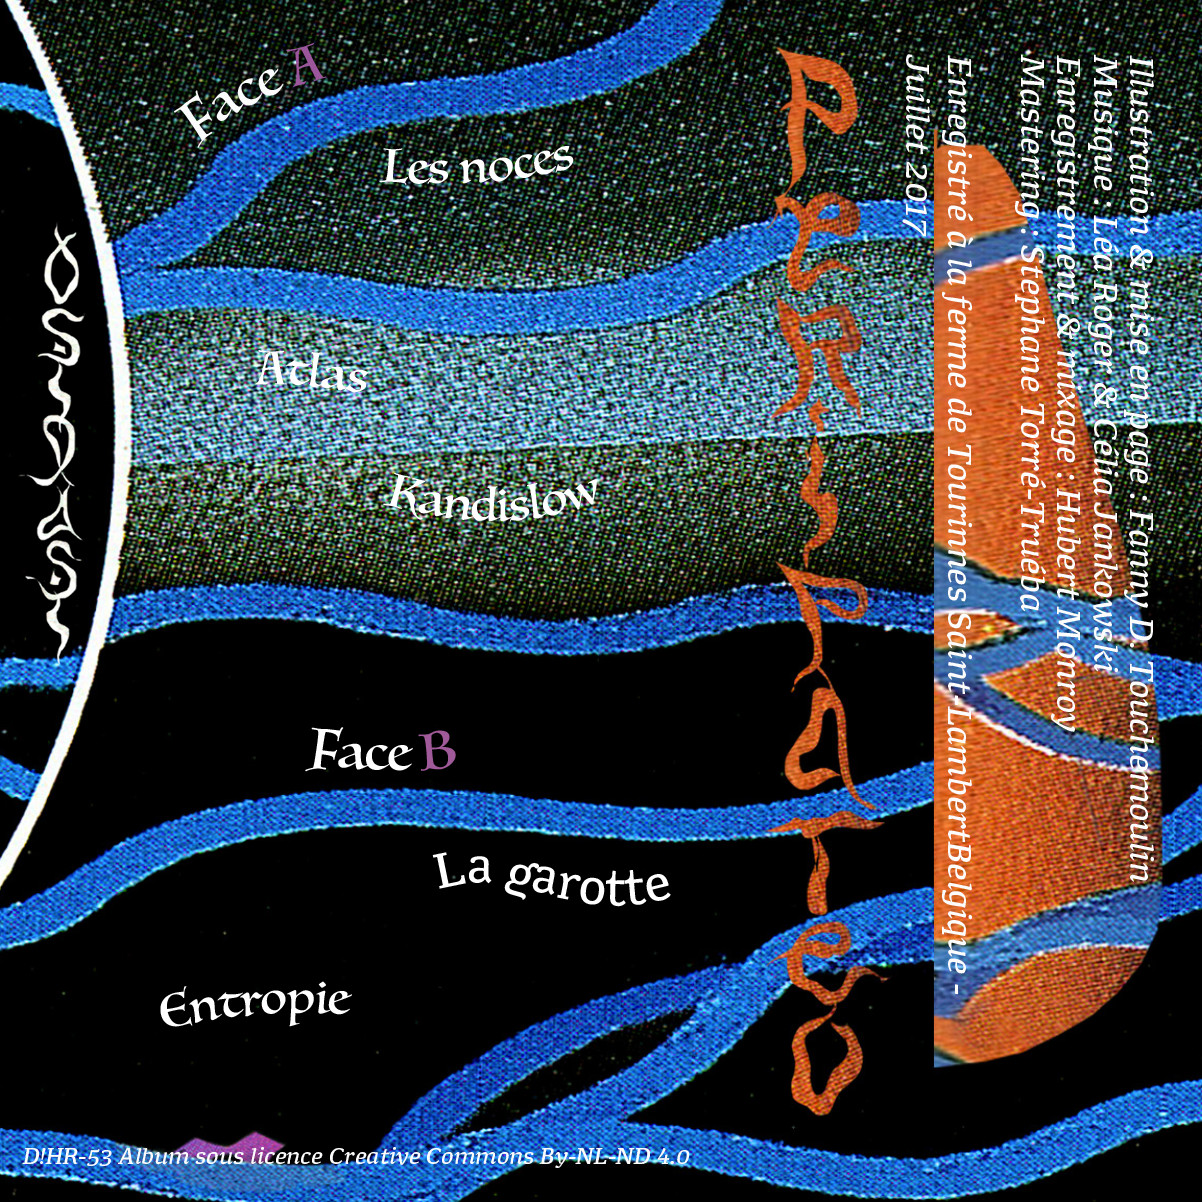 Face A
Les noces
Atlas
Kandislow
Face B
La garotte
Entropie
Illustration & mise en page : Fanny D. Touchemoulin
Musique : Léa Roger & Célia Jankowski
Enregistrement & mixage : Hubert Monroy
Mastering : Stephane Torré-Truéba
Enregistré à la ferme de Tourinnes Saint-LambertBelgique -
Juillet 2017
D!HR-53 Album sous licence Creative Commons By-NL-ND 4.0